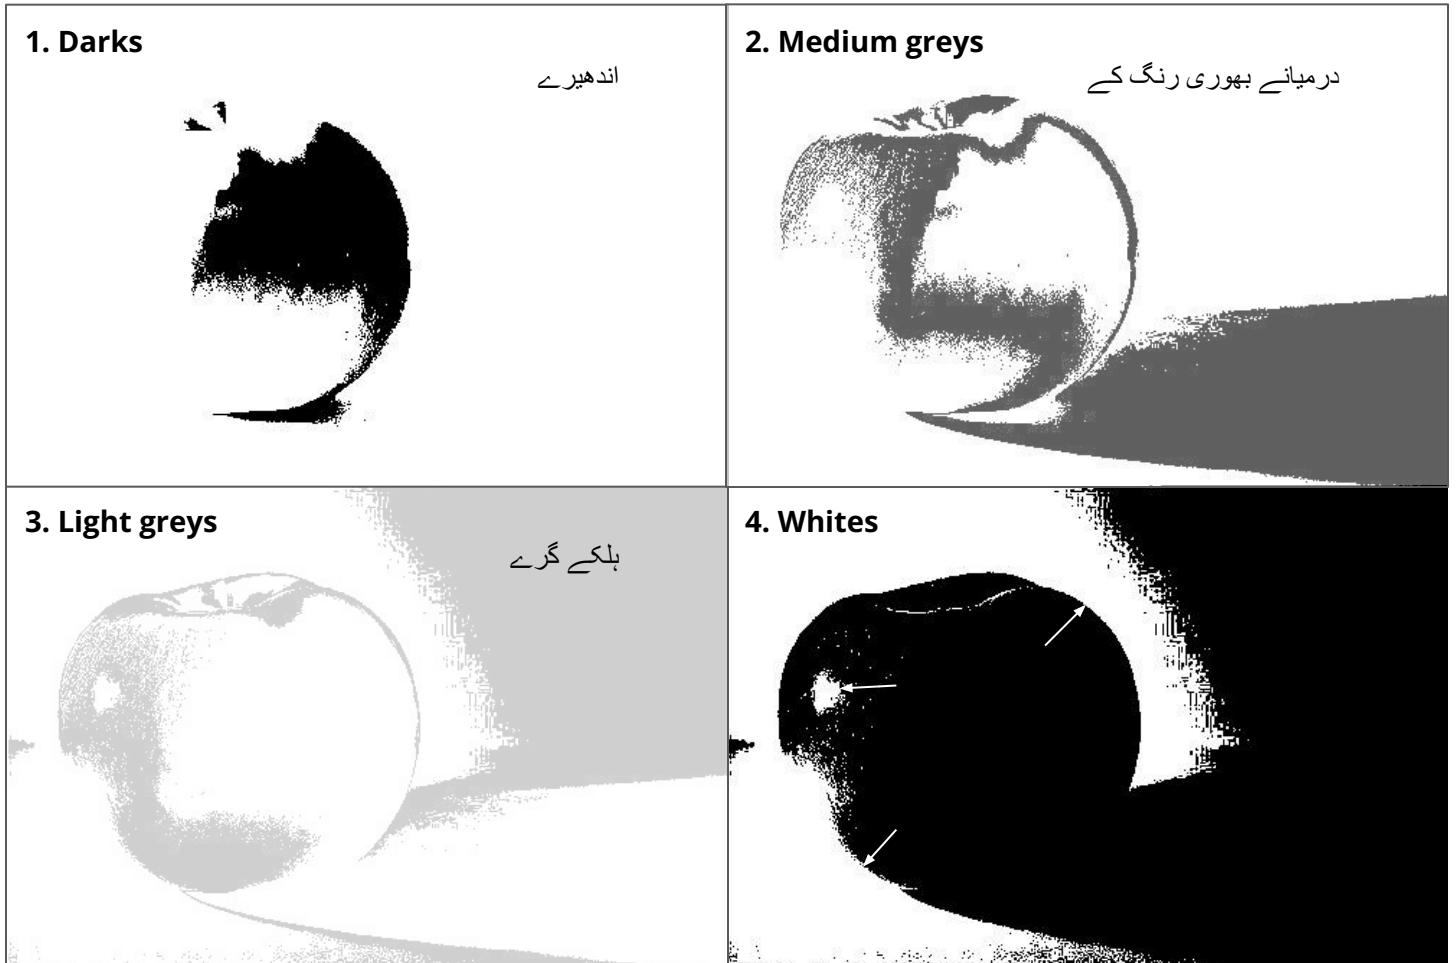 1. Darks
اندھیرے
2. Medium greys
درمیانے بھوری رنگ کے
3. Light greys
ہلکے گرے
4. Whites